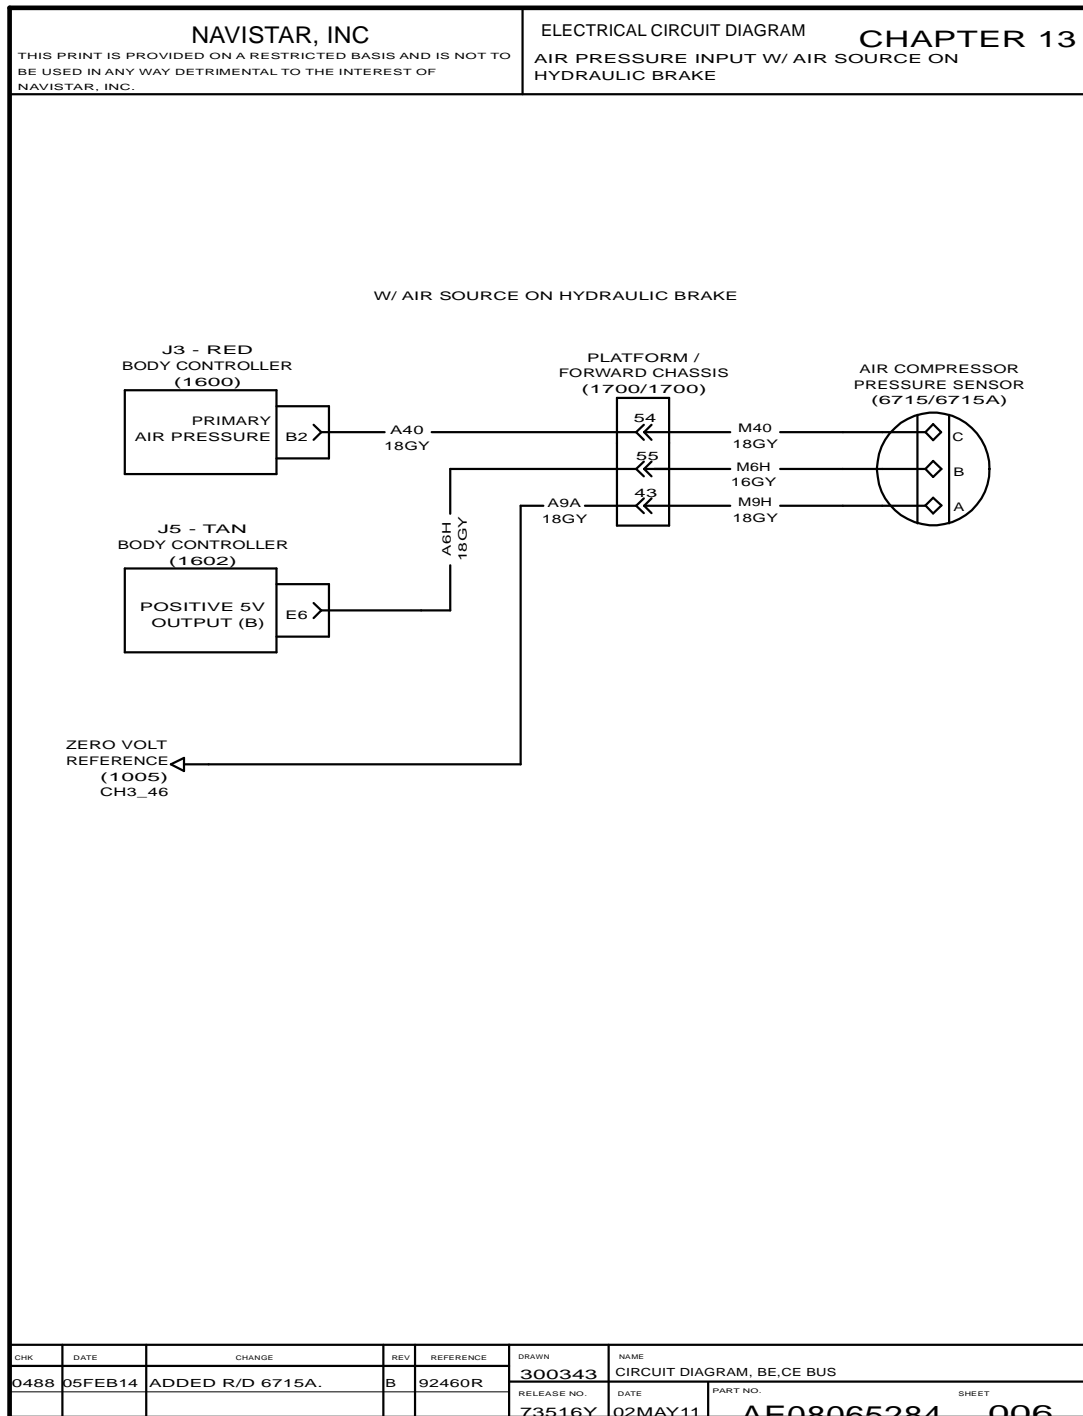 NAVISTAR, INC
THIS PRINT IS PROVIDED ON A RESTRICTED BASIS AND IS NOT TO
BE USED IN ANY WAY DETRIMENTAL TO THE INTEREST OF
NAVISTAR, INC.
ELECTRICAL CIRCUIT DIAGRAM
CHAPTER 13
AIR PRESSURE INPUT W/ AIR SOURCE ON
HYDRAULIC BRAKE
W/ AIR SOURCE ON HYDRAULIC BRAKE
J3 - RED
BODY CONTROLLER
(1600)
PRIMARY
AIR PRESSURE
B2
A40
18GY
PLATFORM /
FORWARD CHASSIS
(1700/1700)
54
55
43
M40
18GY
M6H
16GY
M9H
18GY
AIR COMPRESSOR
PRESSURE SENSOR
(6715/6715A)
C
B
A
A9A
18GY
A6H
18GY
J5 - TAN
BODY CONTROLLER
(1602)
POSITIVE 5V
OUTPUT (B)
E6
ZERO VOLT
REFERENCE
(1005)
CH3_46
CHK DATE CHANGE REV REFERENCE
0488 05FEB14 ADDED R/D 6715A. B 92460R
DRAWN
300343
NAME
CIRCUIT DIAGRAM, BE,CE BUS
RELEASE NO.
73516Y
DATE
02MAY11
PART NO.
AE08065284
SHEET
006